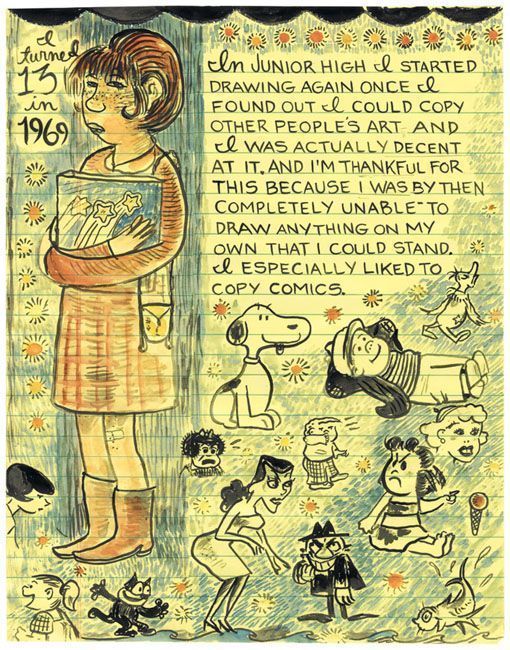 I
turned
13
in
1969
In JUNIOR HIGH I STARTED
DRAWING AGAIN ONCE I
FOUND OUT I COULD COPY
OTHER PEOPLE'S ART AND
I WAS ACTUALLY DECENT
AT IT. AND I'M THANKFUL FOR
THIS BECAUSE I WAS BY THEN
COMPLETELY UNABLE TO
DRAW ANYTHING ON MY
OWN THAT I COULD STAND.
I ESPECIALLY LIKED TO
COPY COMICS.